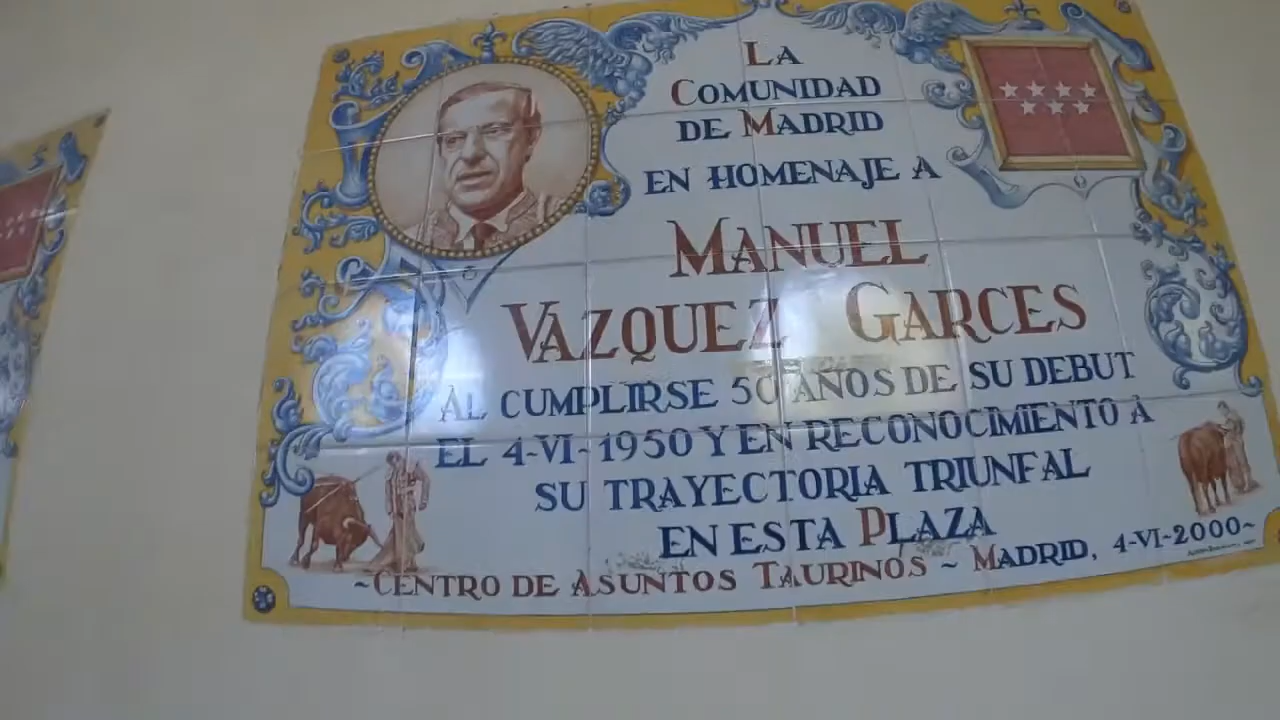 LA
COMUNIDAD
DE MADRID
EN HOMENAJE A
MANUEL
VAZQUEZ GARCES
AL CUMPLIRSE 50 AÑOS DE SU DEBUT
EL 4-VI-1950 Y EN RECONOCIMIENTO A
SU TRAYECTORIA TRIUNFAL
EN ESTA PLAZA
~CENTRO DE ASUNTOS TAURINOS ~ MADRID, 4-VI-2000~